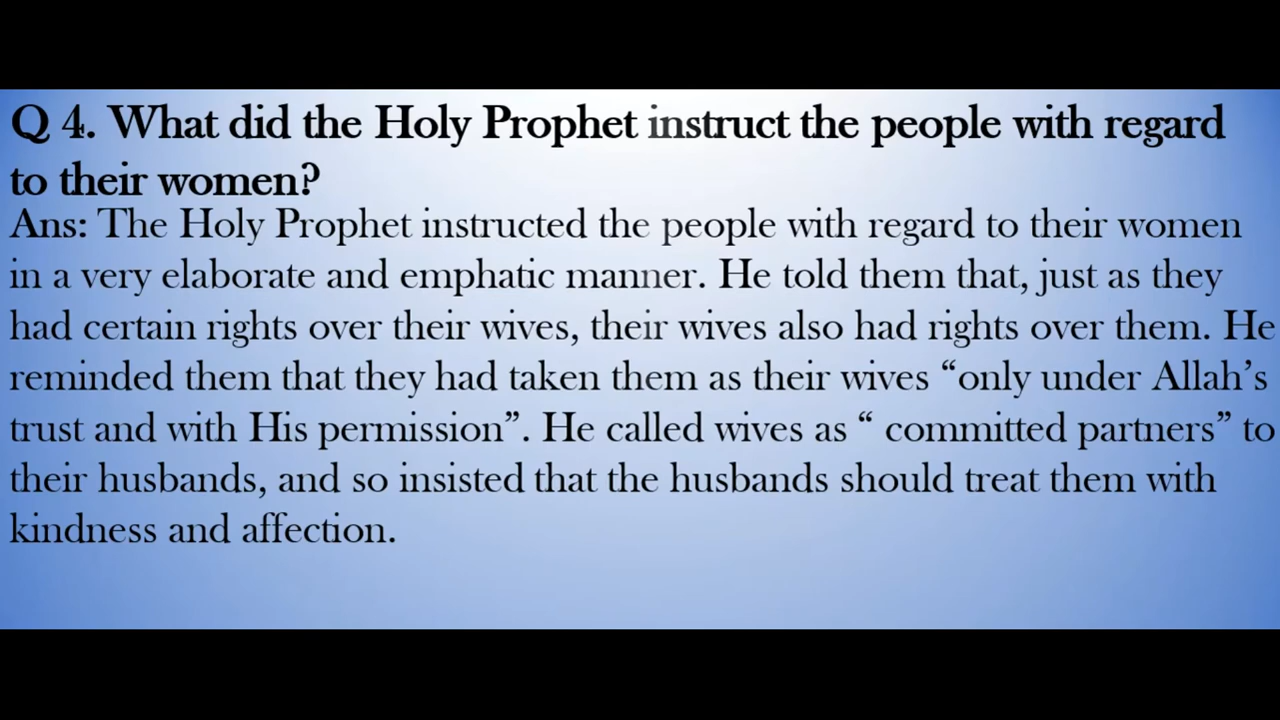 Q 4. What did the Holy Prophet instruct the people with regard
to their women?
Ans: The Holy Prophet instructed the people with regard to their women
in a very elaborate and emphatic manner. He told them that, just as they
had certain rights over their wives, their wives also had rights over them. He
reminded them that they had taken them as their wives “only under Allah’s
trust and with His permission”. He called wives as “ committed partners” to
their husbands, and so insisted that the husbands should treat them with
kindness and affection.